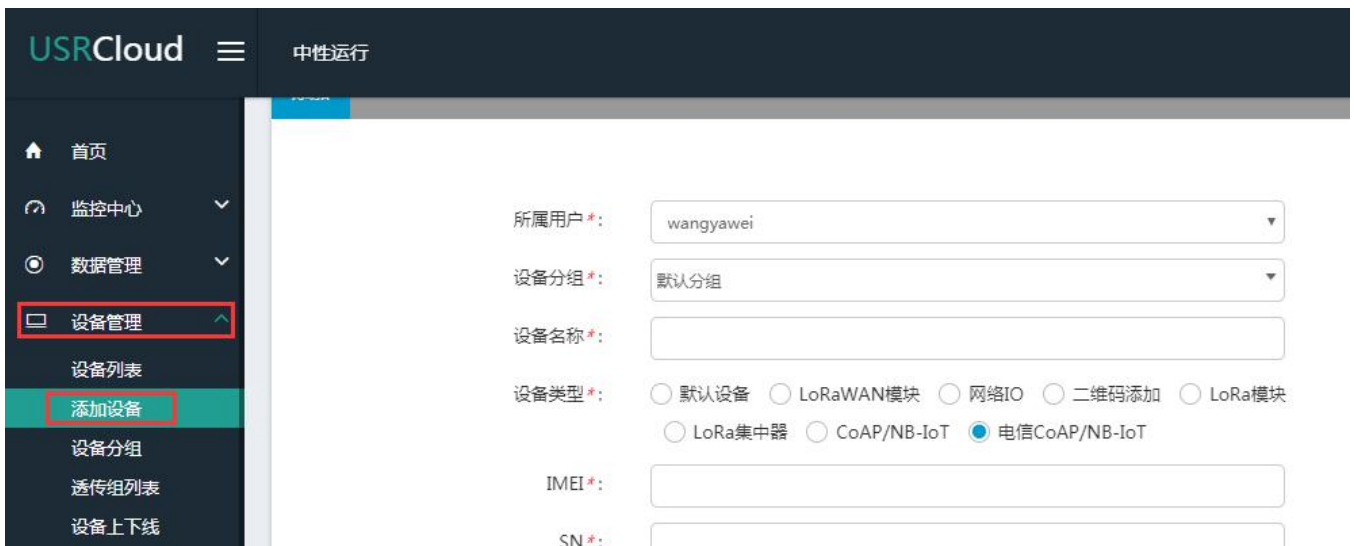 USRCloud 中性运行
首页
监控中心
数据管理
设备管理
设备列表
添加设备
设备分组
透传组列表
设备上下线
所属用户*: wangyawei
设备分组*: 默认分组
设备名称*:
设备类型*: 默认设备 LoRaWAN模块 网络IO 二维码添加 LoRa模块
LoRa集中器 CoAP/NB-IoT 电信CoAP/NB-IoT
IMEI*:
SN*: